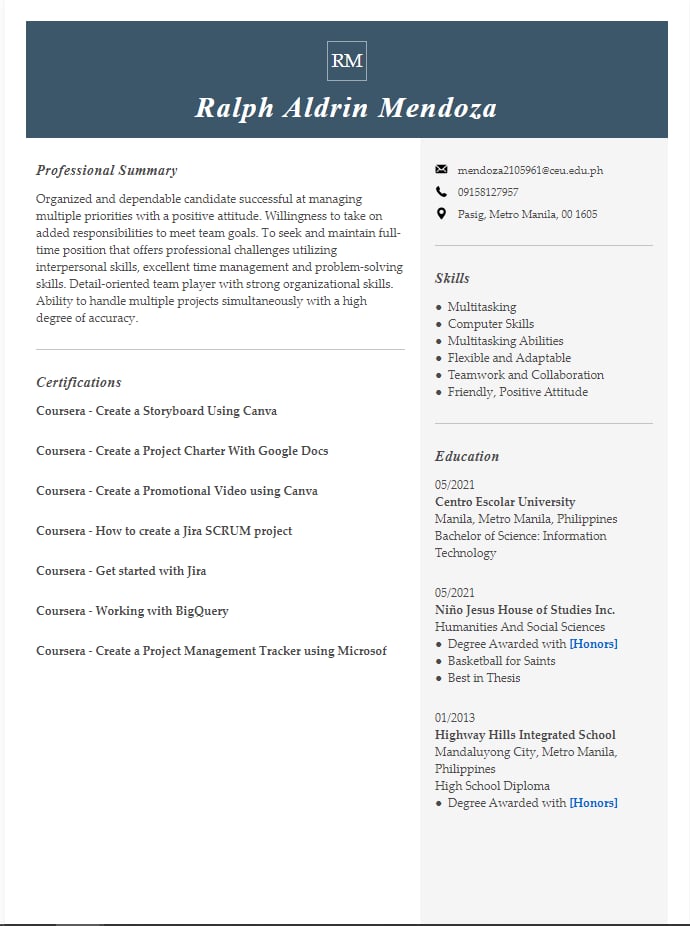 RM
Ralph Aldrin Mendoza
Professional Summary
Organized and dependable candidate successful at managing
multiple priorities with a positive attitude. Willingness to take on
added responsibilities to meet team goals. To seek and maintain full-
time position that offers professional challenges utilizing
interpersonal skills, excellent time management and problem-solving
skills. Detail-oriented team player with strong organizational skills.
Ability to handle multiple projects simultaneously with a high
degree of accuracy.
Certifications
Coursera - Create a Storyboard Using Canva
Coursera - Create a Project Charter With Google Docs
Coursera - Create a Promotional Video using Canva
Coursera - How to create a Jira SCRUM project
Coursera - Get started with Jira
Coursera - Working with BigQuery
Coursera - Create a Project Management Tracker using Microsof
mendoza2105961@ceu.edu.ph
09158127957
Pasig, Metro Manila, 00 1605
Skills
● Multitasking
● Computer Skills
● Multitasking Abilities
● Flexible and Adaptable
● Teamwork and Collaboration
● Friendly, Positive Attitude
Education
05/2021
Centro Escolar University
Manila, Metro Manila, Philippines
Bachelor of Science: Information
Technology
05/2021
Niño Jesus House of Studies Inc.
Humanities And Social Sciences
● Degree Awarded with [Honors]
● Basketball for Saints
● Best in Thesis
01/2013
Highway Hills Integrated School
Mandaluyong City, Metro Manila,
Philippines
High School Diploma
● Degree Awarded with [Honors]